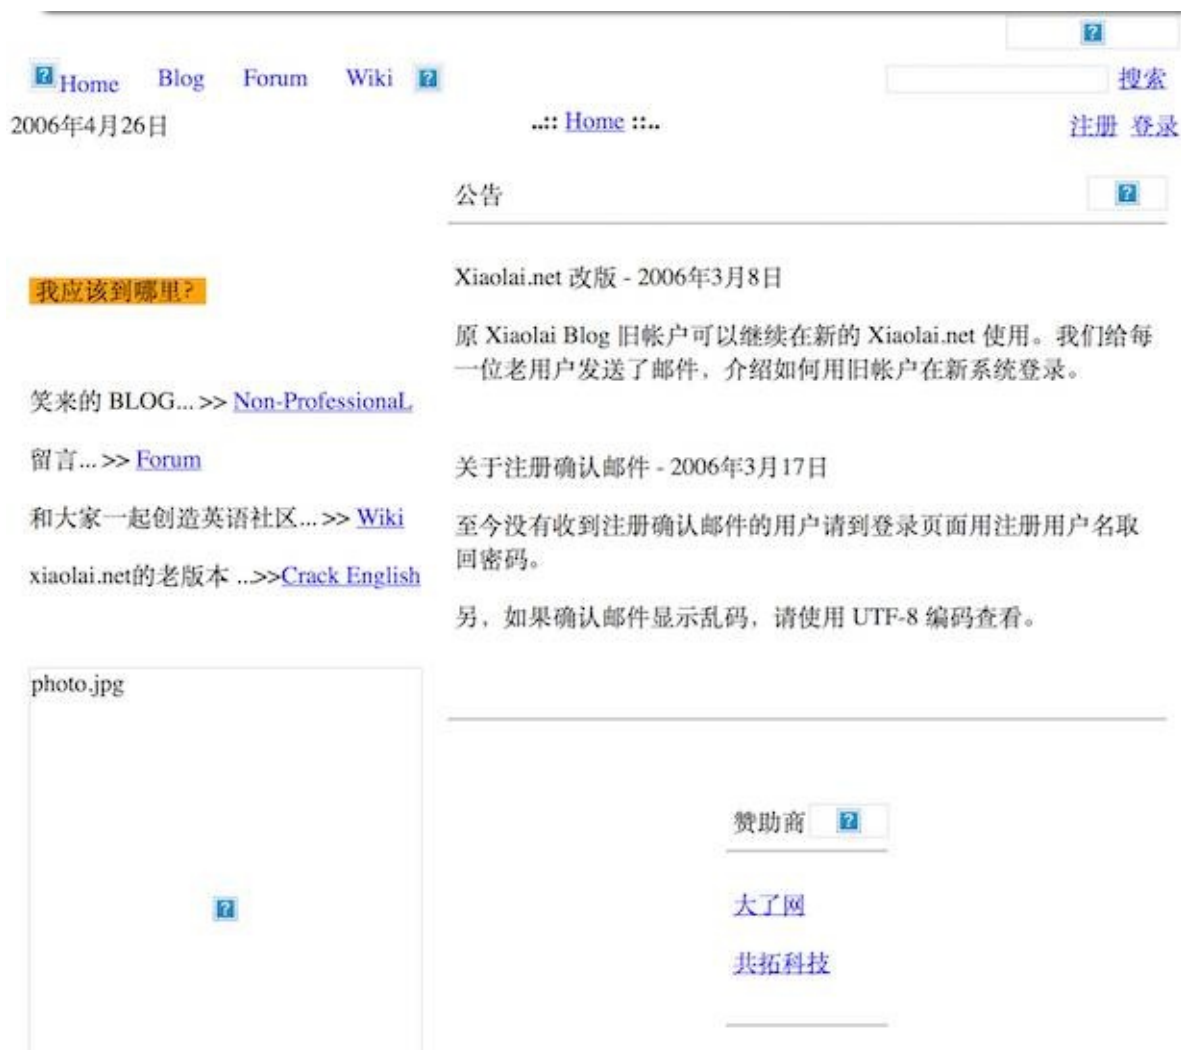 Home Blog Forum Wiki 搜索
2006年4月26日 ..:: Home ::.. 注册 登录
公告
我应该到哪里?
笑来的 BLOG... >> Non-ProfessionaL
留言... >> Forum
和大家一起创造英语社区... >> Wiki
xiaolai.net的老版本 ...>>Crack English
photo.jpg
Xiaolai.net 改版 - 2006年3月8日
原 Xiaolai Blog 旧帐户可以继续在新的 Xiaolai.net 使用。我们给每
一位老用户发送了邮件，介绍如何用旧帐户在新系统登录。
关于注册确认邮件 - 2006年3月17日
至今没有收到注册确认邮件的用户请到登录页面用注册用户名取
回密码。
另，如果确认邮件显示乱码，请使用 UTF-8 编码查看。
赞助商
大了网
共拓科技